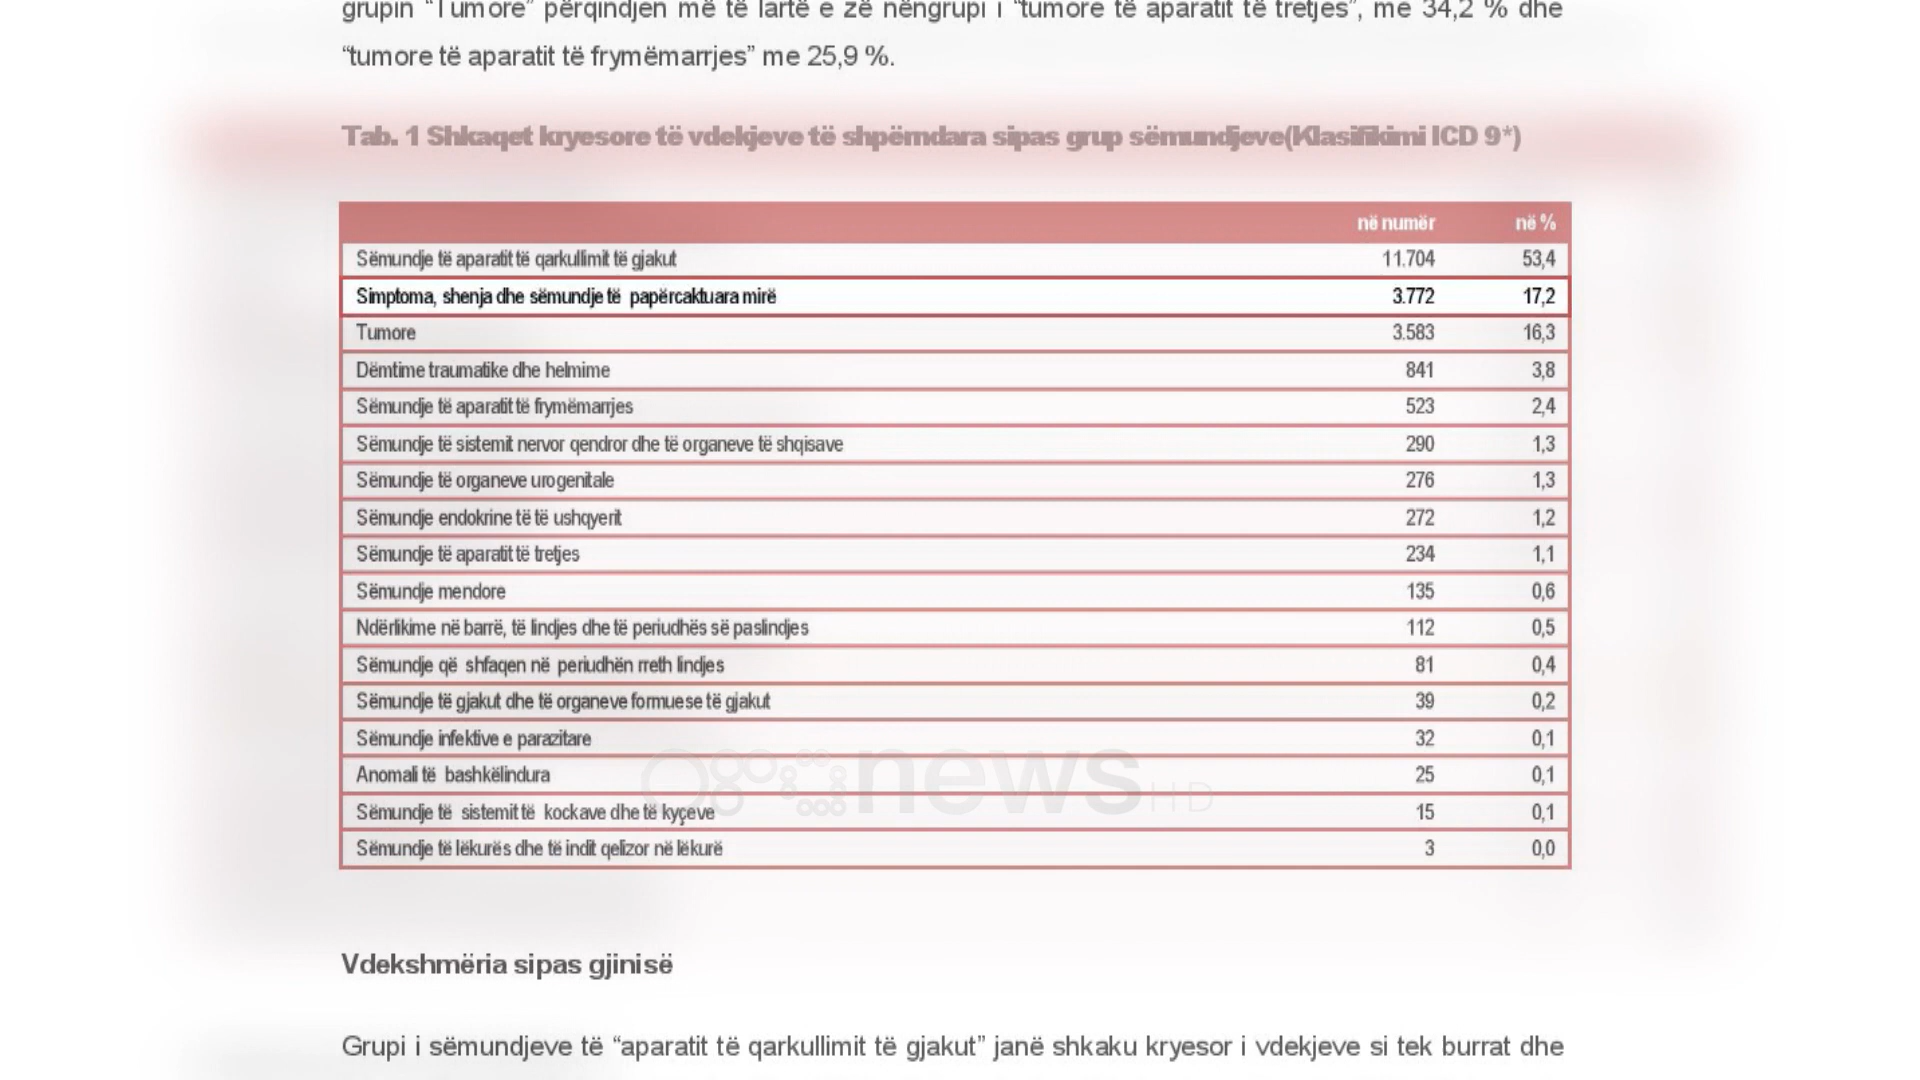 grupin “Tumore” përqindjen më të lartë e zë nëngrupi i “tumore të aparatit të tretjes”, me 34,2 % dhe
“tumore të aparatit të frymëmarrjes” me 25,9 %.
Tab. 1 Shkaqet kryesore të vdekjeve të shpërndara sipas grup sëmundjeve(Klasifikimi ICD 9*)
në numër në %
Sëmundje të aparatit të qarkullimit të gjakut 11.704 53,4
Simptoma, shenja dhe sëmundje të papërcaktuara mirë 3.772 17,2
Tumore 3.583 16,3
Dëmtime traumatike dhe helmime 841 3,8
Sëmundje të aparatit të frymëmarrjes 523 2,4
Sëmundje të sistemit nervor qendror dhe të organeve të shqisave 290 1,3
Sëmundje të organeve urogenitale 276 1,3
Sëmundje endokrine të të ushqyerit 272 1,2
Sëmundje të aparatit të tretjes 234 1,1
Sëmundje mendore 135 0,6
Ndërlikime në barrë, të lindjes dhe të periudhës së paslindjes 112 0,5
Sëmundje që shfaqen në periudhën rreth lindjes 81 0,4
Sëmundje të gjakut dhe të organeve formuese të gjakut 39 0,2
Sëmundje infektive e parazitare 32 0,1
Anomali të bashkëlindura 25 0,1
news HD
Sëmundje të sistemit të kockave dhe të kyçeve 15 0,1
Sëmundje të lëkurës dhe të indit qelizor në lëkurë 3 0,0
Vdekshmëria sipas gjinisë
Grupi i sëmundjeve të “aparatit të qarkullimit të gjakut” janë shkaku kryesor i vdekjeve si tek burrat dhe